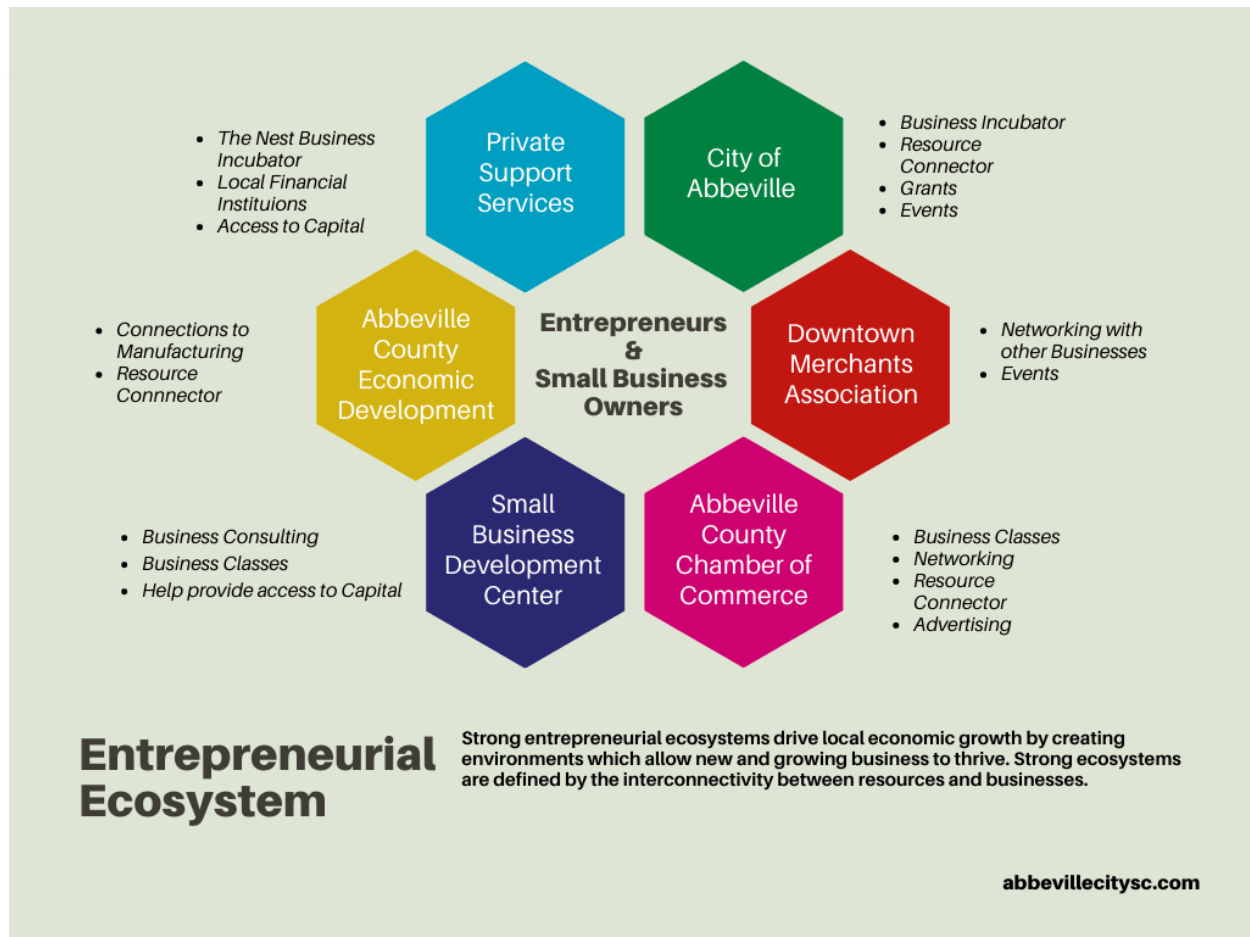 Private
Support
Services
• The Nest Business
Incubator
• Local Financial
Instituions
• Access to Capital
City of
Abbeville
• Business Incubator
• Resource
Connector
• Grants
• Events
Abbeville
County
Economic
Development
• Connections to
Manufacturing
• Resource
Connnector
Entrepreneurs
&
Small Business
Owners
Downtown
Merchants
Association
• Networking with
other Businesses
• Events
Small
Business
Development
Center
• Business Consulting
• Business Classes
• Help provide access to Capital
Abbeville
County
Chamber of
Commerce
• Business Classes
• Networking
• Resource
Connector
• Advertising
Entrepreneurial
Ecosystem
Strong entrepreneurial ecosystems drive local economic growth by creating
environments which allow new and growing business to thrive. Strong ecosystems
are defined by the interconnectivity between resources and businesses.
abbevillecitysc.com